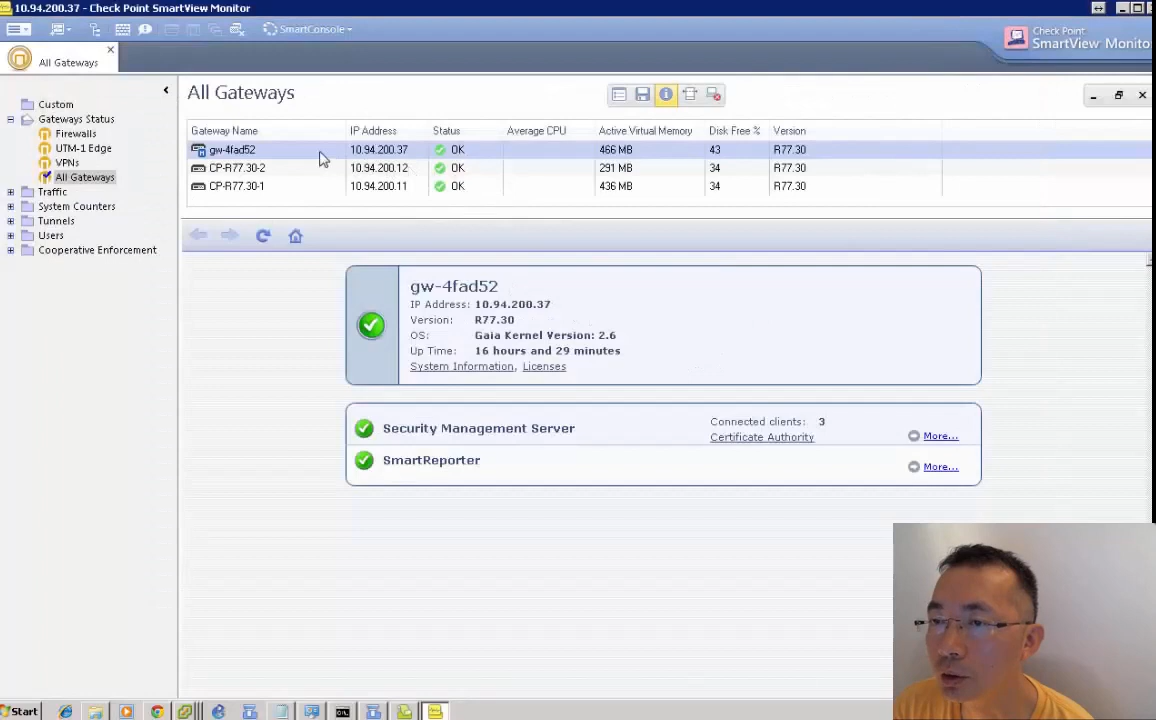 10.94.200.37 - Check Point SmartView Monitor
SmartConsole
Check Point
SmartView Monito
All Gateways
All Gateways
Custom
Gateways Status
Firewalls
UTM-1 Edge
VPNs
All Gateways
Traffic
System Counters
Tunnels
Users
Cooperative Enforcement
Gateway Name IP Address Status Average CPU Active Virtual Memory Disk Free % Version
gw-4fad52 10.94.200.37 OK 466 MB 43 R77.30
CP-R77.30-2 10.94.200.12 OK 291 MB 34 R77.30
CP-R77.30-1 10.94.200.11 OK 436 MB 34 R77.30
gw-4fad52
IP Address: 10.94.200.37
Version: R77.30
OS: Gaia Kernel Version: 2.6
Up Time: 16 hours and 29 minutes
System Information, Licenses
Security Management Server
Connected clients: 3
Certificate Authority
More...
SmartReporter
More...
Start